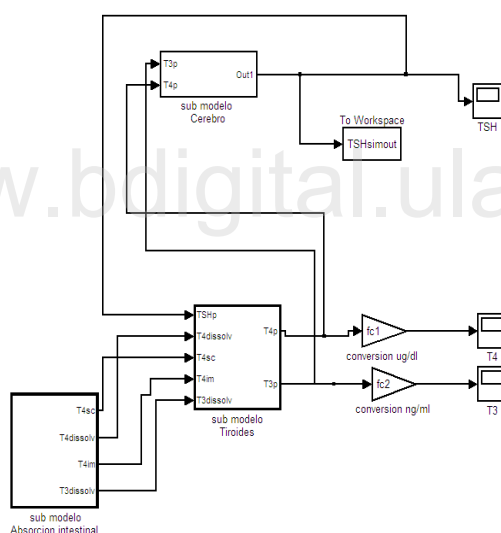 T3p
T4p
Out1
sub modelo
Cerebro
TSH
To Workspace
TSHsimout
w.bdigital.ula
TSHp
T4dissolv
T4sc
T4im
T3dissolv
T4p
T3p
sub modelo
Tiroides
fc1
conversion ug/dl
T4
fc2
conversion ng/ml
T3
T4sc
T4dissolv
T4im
T3dissolv
sub modelo
Absorcion intestinal